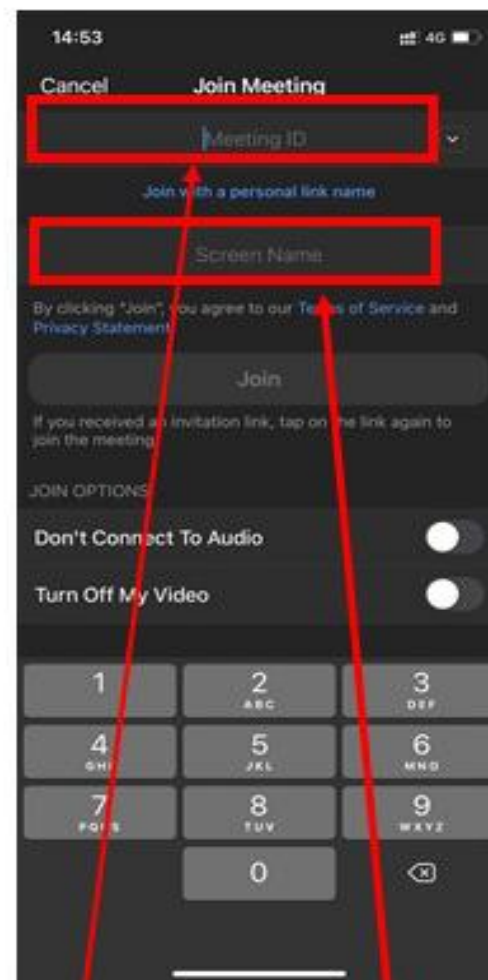 14:53
4G
Cancel
Join Meeting
Meeting ID
Join with a personal link name
Screen Name
By clicking "Join", you agree to our Terms of Service and
Privacy Statement
Join
If you received an invitation link, tap on the link again to
join the meeting
JOIN OPTIONS
Don't Connect To Audio
Turn Off My Video
1
2
ABC
3
DEF
4
GHI
5
JKL
6
MNO
7
PQRS
8
TUV
9
WXYZ
0